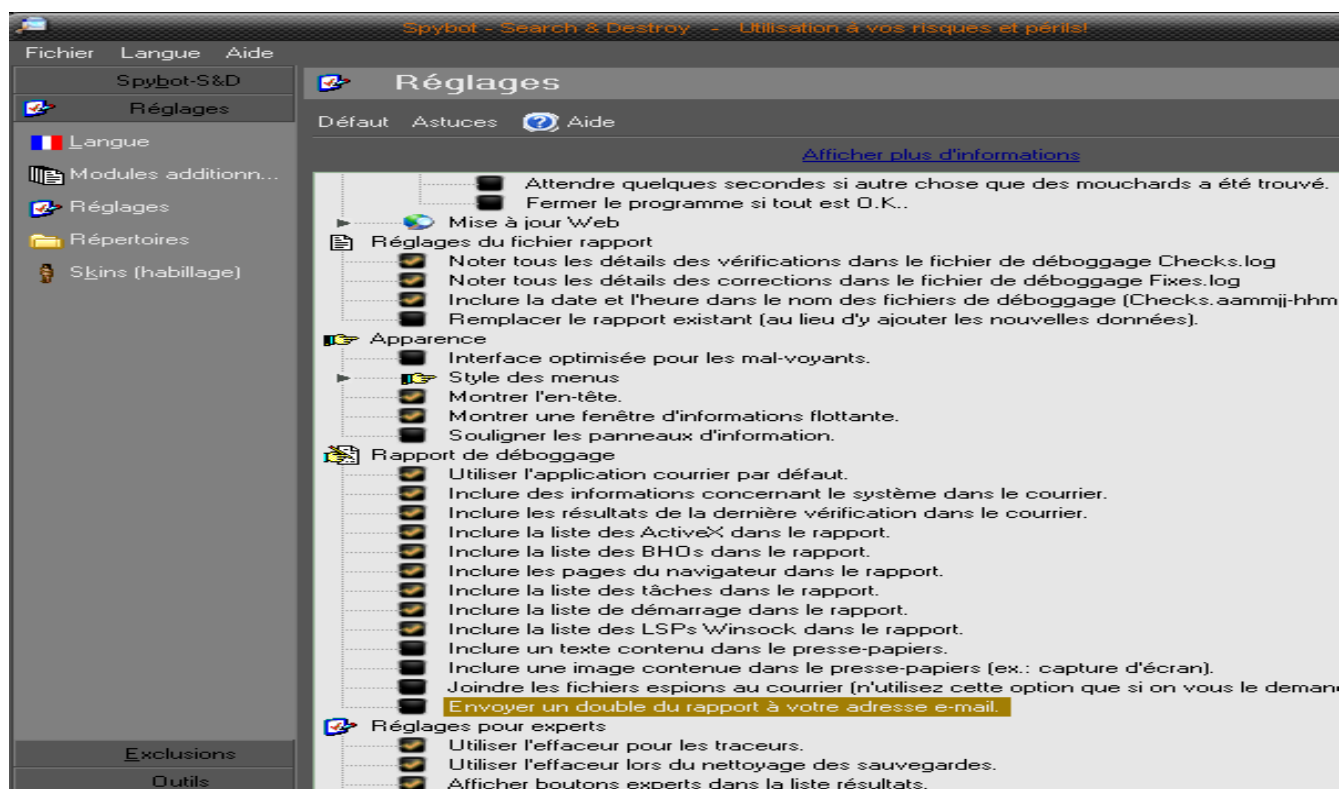 Spybot - Search & Destroy - Utilisation à vos risques et périls!
Fichier Langue Aide
Spybot-S&D
Réglages
Langue
Modules additionn...
Réglages
Répertoires
Skins (habillage)
Exclusions
Outils
Réglages
Défaut Astuces Aide
Afficher plus d'informations
Attendre quelques secondes si autre chose que des mouchards a été trouvé.
Fermer le programme si tout est O.K..
Mise à jour Web
Réglages du fichier rapport
Noter tous les détails des vérifications dans le fichier de déboggage Checks.log
Noter tous les détails des corrections dans le fichier de déboggage Fixes.log
Inclure la date et l'heure dans le nom des fichiers de déboggage (Checks.aammjj-hhm
Remplacer le rapport existant (au lieu d'y ajouter les nouvelles données).
Apparence
Interface optimisée pour les mal-voyants.
Style des menus
Montrer l'en-tête.
Montrer une fenêtre d'informations flottante.
Souligner les panneaux d'information.
Rapport de déboggage
Utiliser l'application courrier par défaut.
Inclure des informations concernant le système dans le courrier.
Inclure les résultats de la dernière vérification dans le courrier.
Inclure la liste des ActiveX dans le rapport.
Inclure la liste des BHOs dans le rapport.
Inclure les pages du navigateur dans le rapport.
Inclure la liste des tâches dans le rapport.
Inclure la liste de démarrage dans le rapport.
Inclure la liste des LSPs Winsock dans le rapport.
Inclure un texte contenu dans le presse-papiers.
Inclure une image contenue dans le presse-papiers (ex.: capture d'écran).
Joindre les fichiers espions au courrier (n'utilisez cette option que si on vous le deman
Envoyer un double du rapport à votre adresse e-mail.
Réglages pour experts
Utiliser l'effaceur pour les traceurs.
Utiliser l'effaceur lors du nettoyage des sauvegardes.
Afficher boutons experts dans la liste résultats.